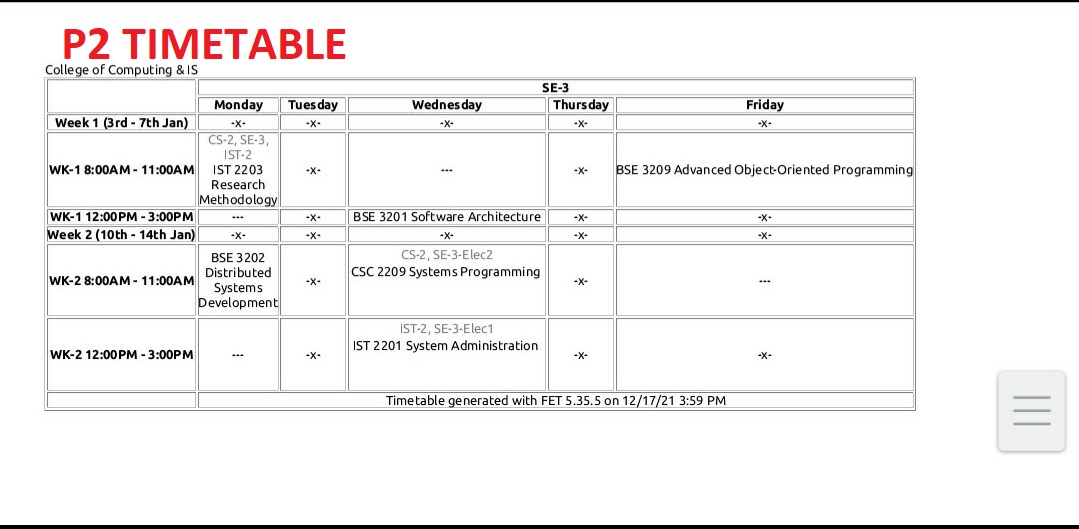 P2 TIMETABLE
College of Computing & IS
SE-3
Monday Tuesday Wednesday Thursday Friday
Week 1 (3rd - 7th Jan) -X- -X- -X- -X- -X-
CS-2, SE-3,
IST-2
WK-1 8:00AM - 11:00AM IST 2203 -X- --- -X- BSE 3209 Advanced Object-Oriented Programming
Research
Methodology
WK-1 12:00PM - 3:00PM --- -X- BSE 3201 Software Architecture -X- -X-
Week 2 (10th - 14th Jan) -X- -X- -X- -X- -X-
BSE 3202 CS-2, SE-3-Elec2
Distributed CSC 2209 Systems Programming
WK-2 8:00AM - 11:00AM Systems -X- -X- ---
Development
IST-2, SE-3-Elec1
IST 2201 System Administration
WK-2 12:00PM - 3:00PM --- -X- -X- -X-
Timetable generated with FET 5.35.5 on 12/17/21 3:59 PM